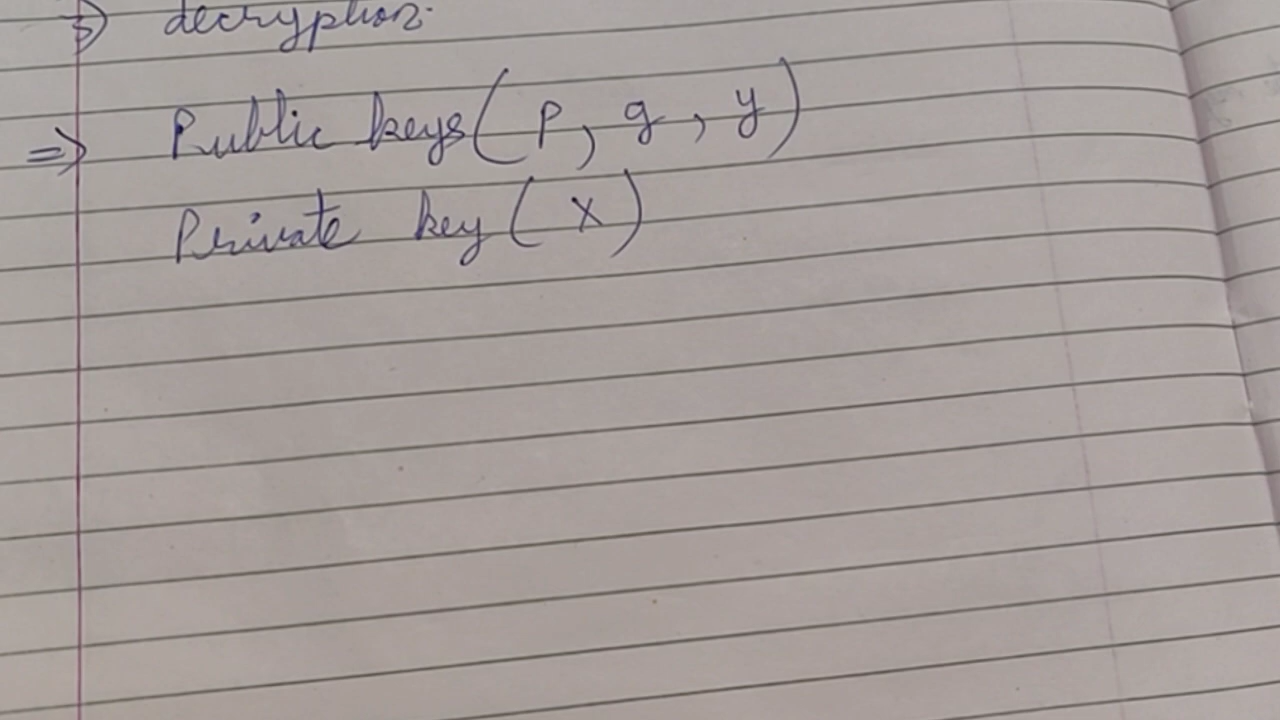 3) decryption.
=> Public keys ( P, g, y )
Private key ( x )